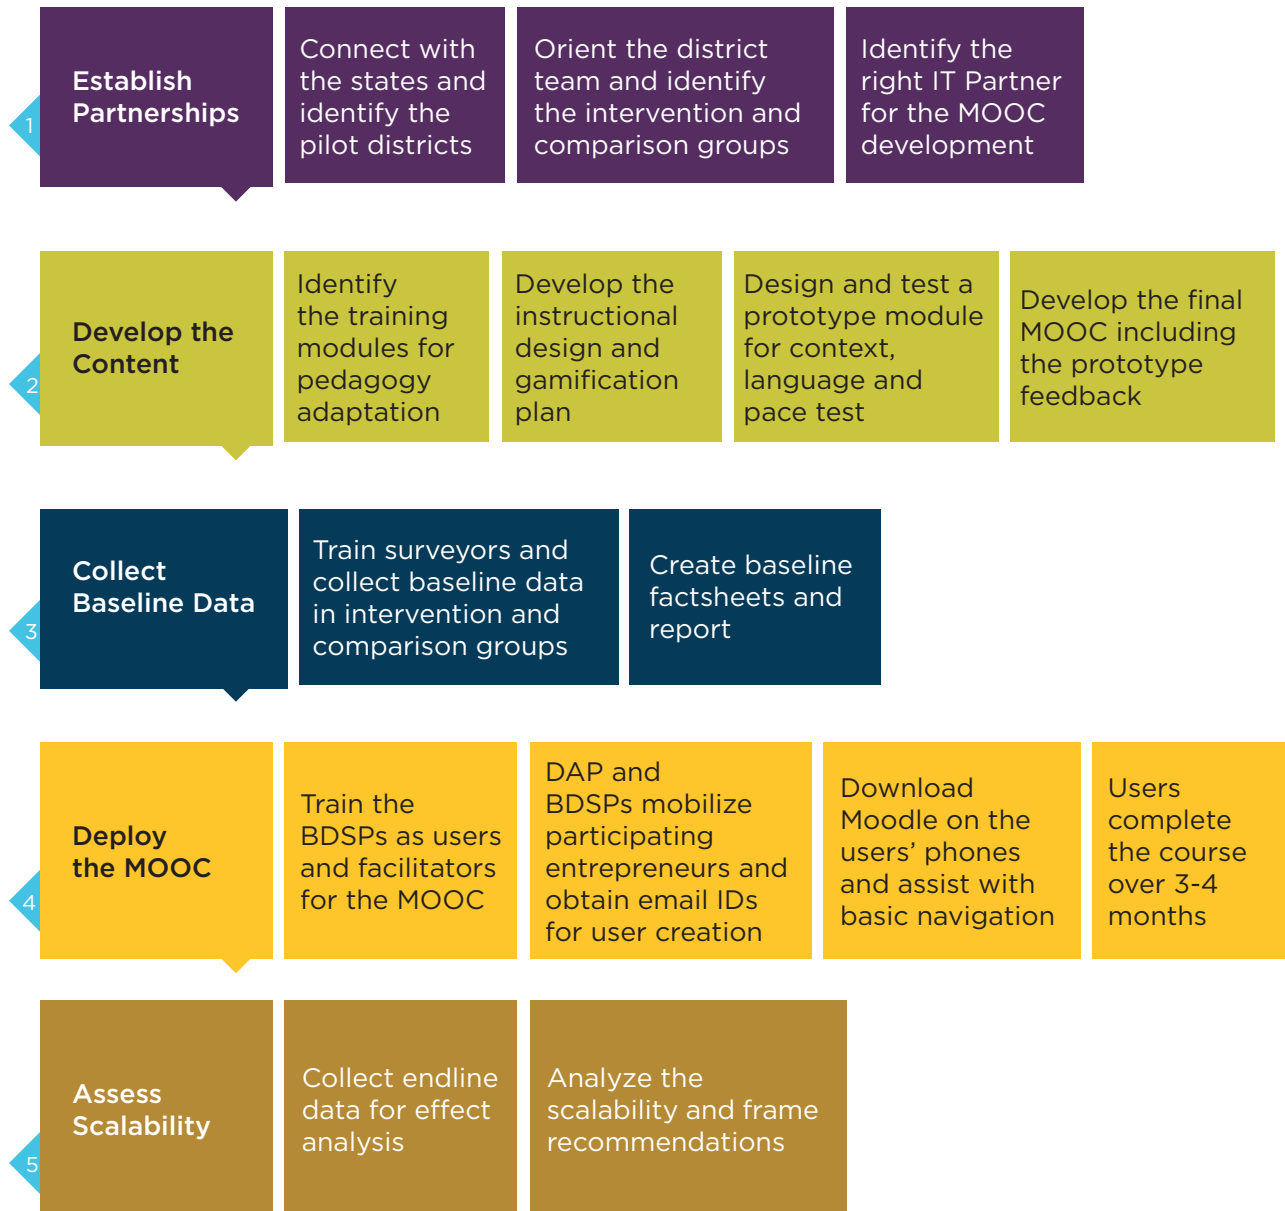 1
Establish
Partnerships
Connect with
the states and
identify the
pilot districts
Orient the district
team and identify
the intervention and
comparison groups
Identify the
right IT Partner
for the MOOC
development
2
Develop the
Content
Identify
the training
modules for
pedagogy
adaptation
Develop the
instructional
design and
gamification
plan
Design and test a
prototype module
for context,
language and
pace test
Develop the final
MOOC including
the prototype
feedback
3
Collect
Baseline Data
Train surveyors and
collect baseline data
in intervention and
comparison groups
Create baseline
factsheets and
report
4
Deploy
the MOOC
Train the
BDSPs as users
and facilitators
for the MOOC
DAP and
BDSPs mobilize
participating
entrepreneurs and
obtain email IDs
for user creation
Download
Moodle on the
users’ phones
and assist with
basic navigation
Users
complete
the course
over 3-4
months
5
Assess
Scalability
Collect endline
data for effect
analysis
Analyze the
scalability and frame
recommendations